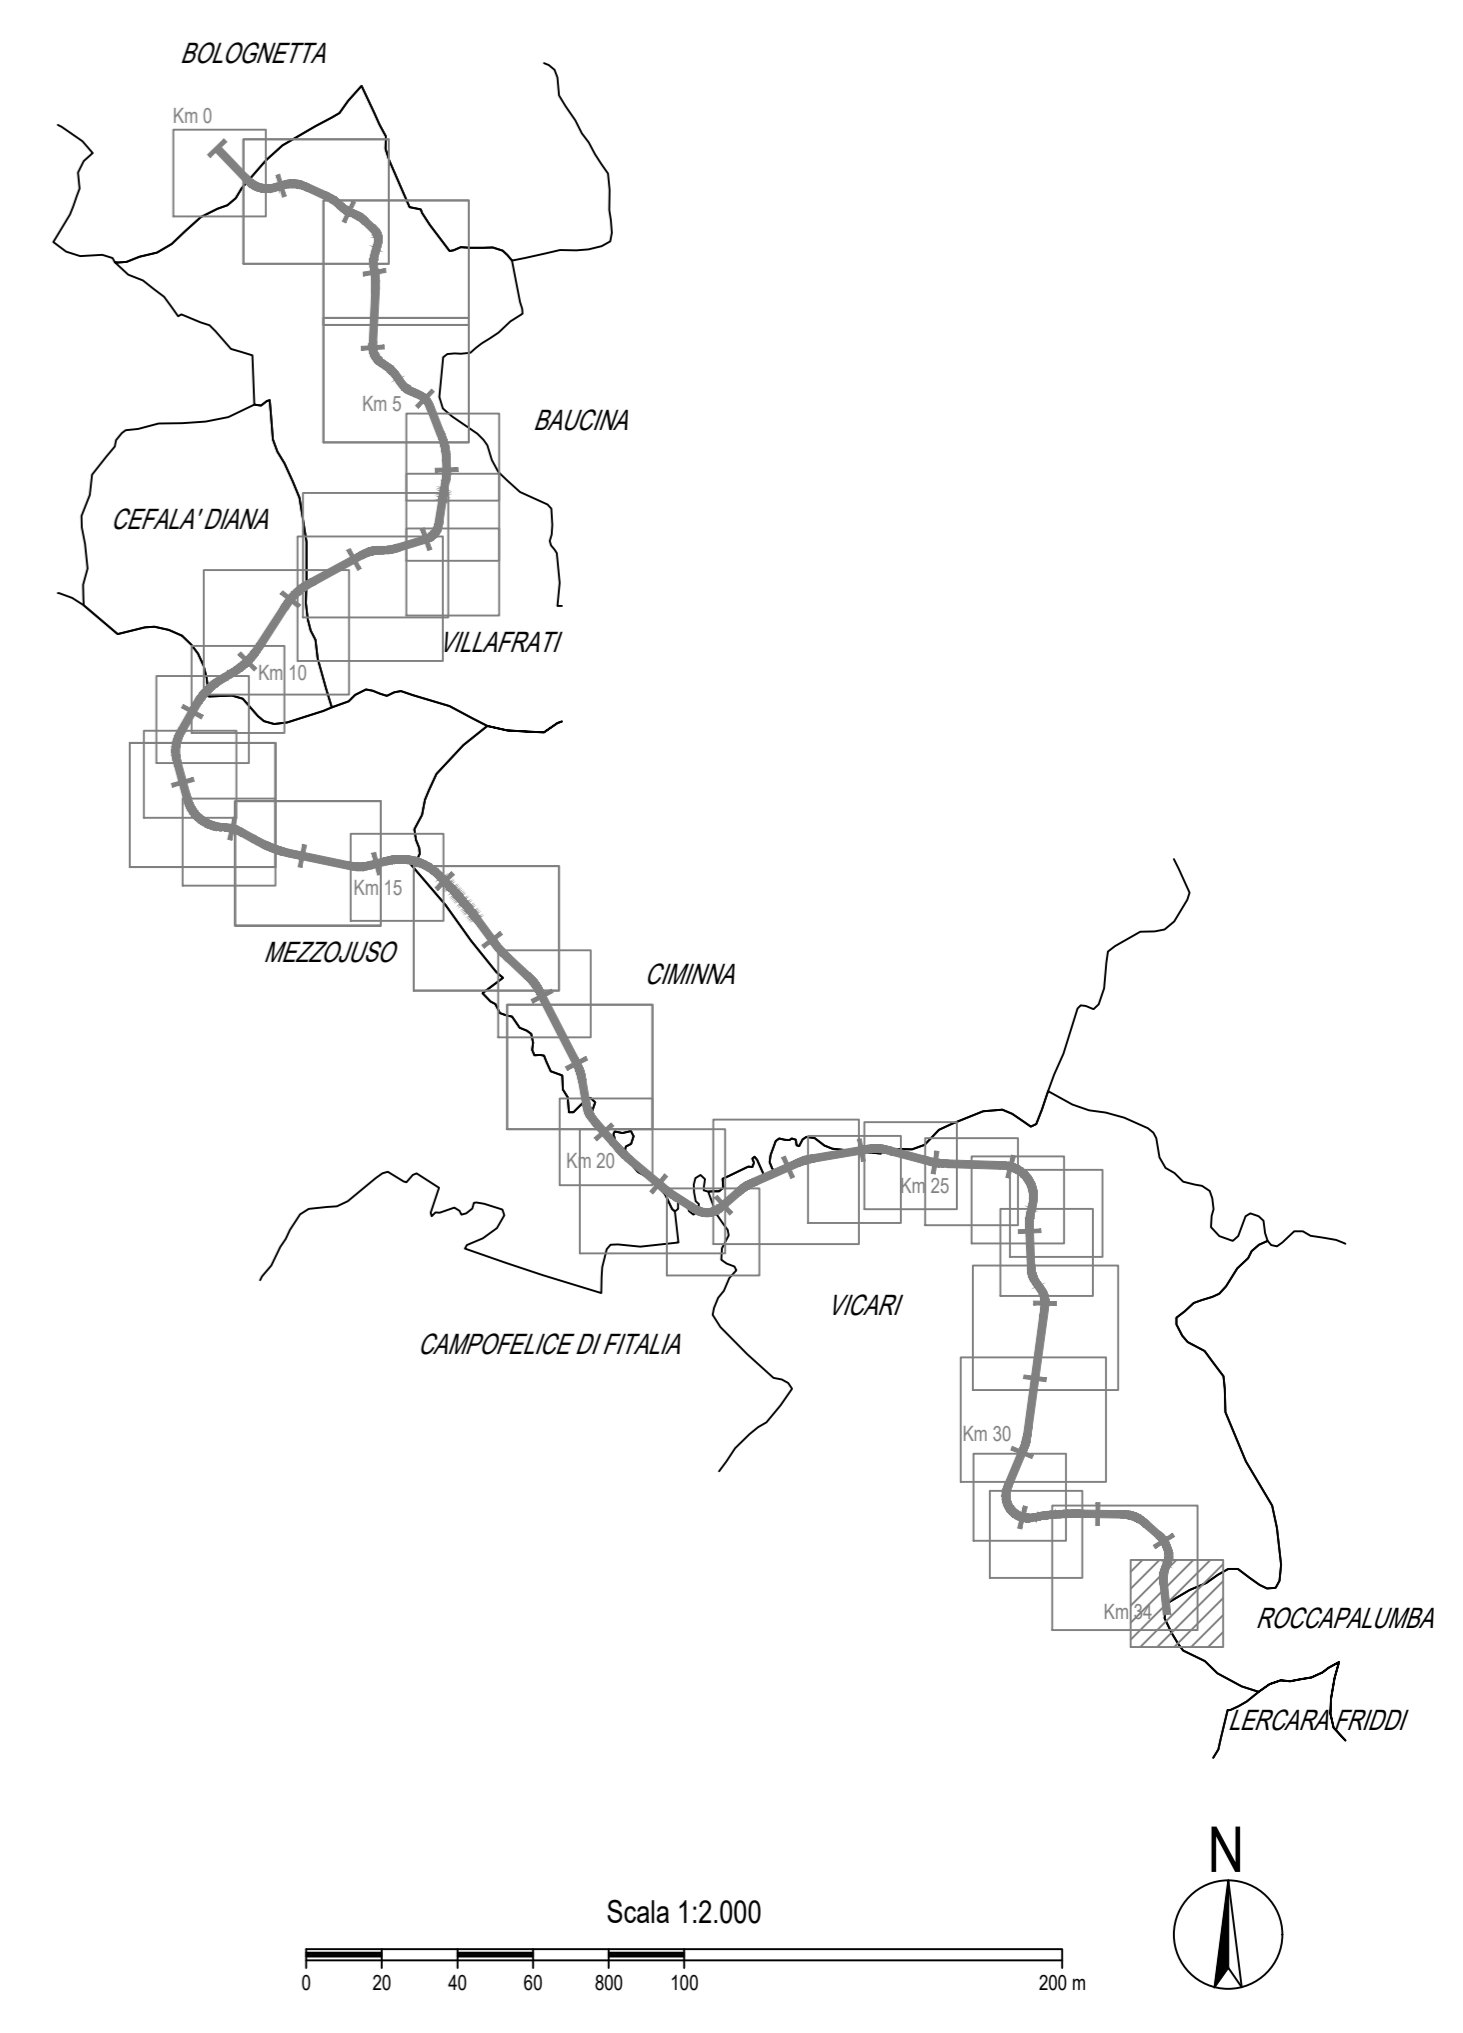 BOLOGNETTA
Km 0
Km 5
BAUCINA
CEFALA' DIANA
VILLAFRATI
Km 10
Km 15
MEZZOJUSO
CIMINNA
Km 20
Km 25
VICARI
CAMPOFELICE DI FITALIA
Km 30
Km 34
ROCCAPALUMBA
LERCARA FRIDDI
N
Scala 1:2.000
0 20 40 60 800 100 200 m